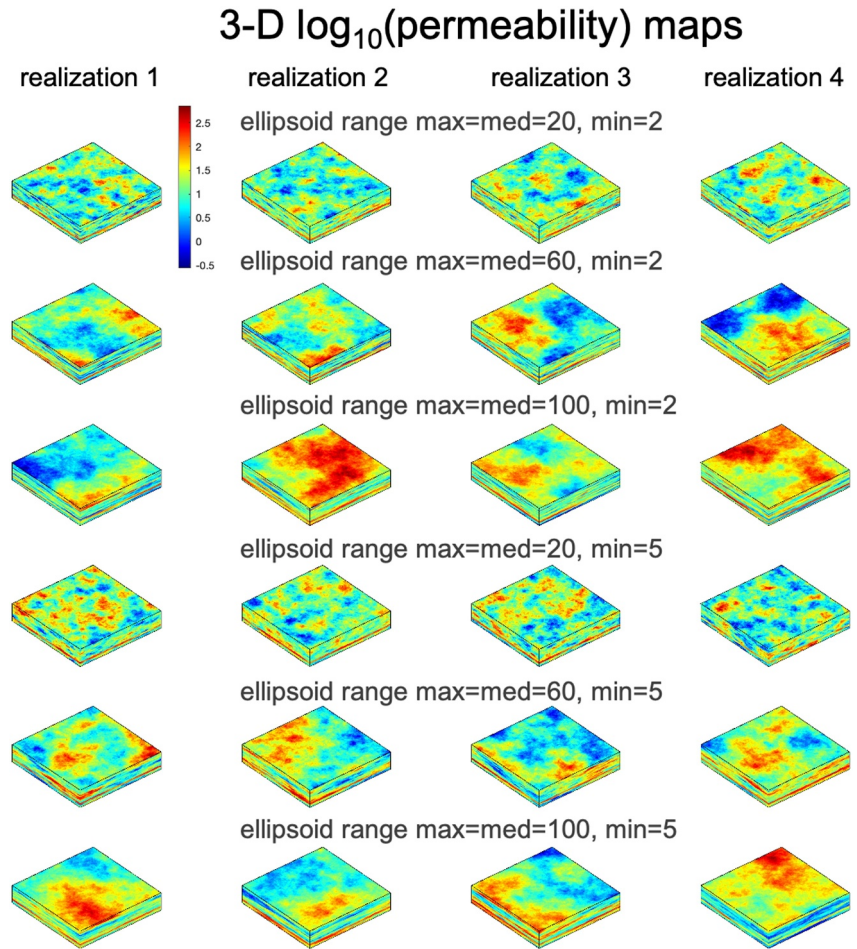 3-D log₁₀(permeability) maps
realization 1 realization 2 realization 3 realization 4
ellipsoid range max=med=20, min=2
2.5
2
1.5
1
0.5
0
-0.5
ellipsoid range max=med=60, min=2
ellipsoid range max=med=100, min=2
ellipsoid range max=med=20, min=5
ellipsoid range max=med=60, min=5
ellipsoid range max=med=100, min=5